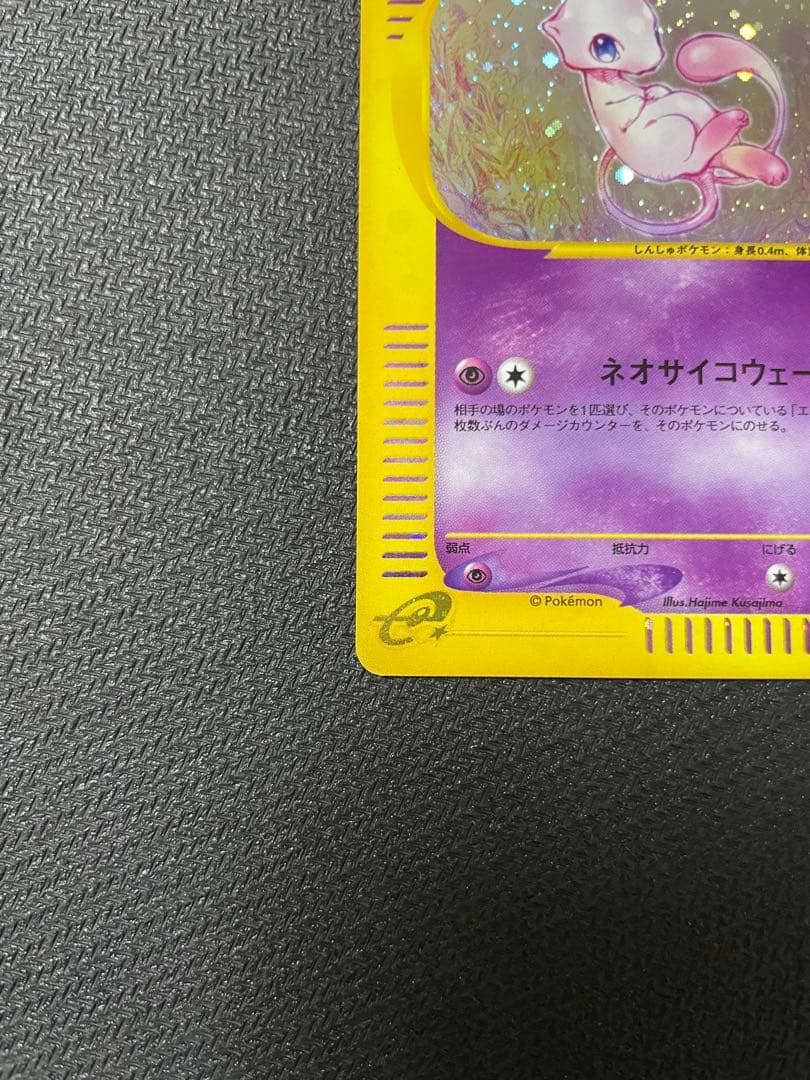 しんしゅポケモン：身長0.4m、体
ネオサイコウェー
相手の場のポケモンを1匹選び、そのポケモンについている「エ
枚数ぶんのダメージカウンターを、そのポケモンにのせる。
弱点 抵抗力 にげる
© Pokémon Illus.Hajime Kusajima
e